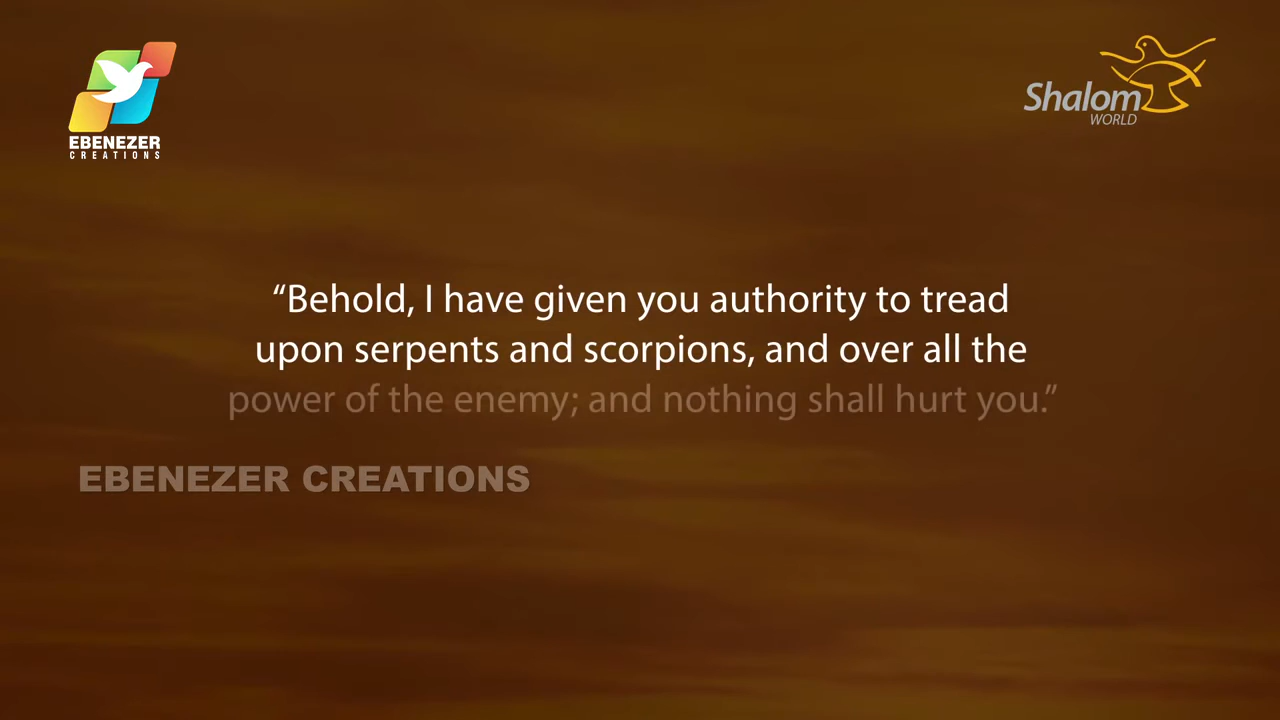 EBENEZER
CREATIONS
Shalom
WORLD
“Behold, I have given you authority to tread
upon serpents and scorpions, and over all the
power of the enemy; and nothing shall hurt you.”
EBENEZER CREATIONS